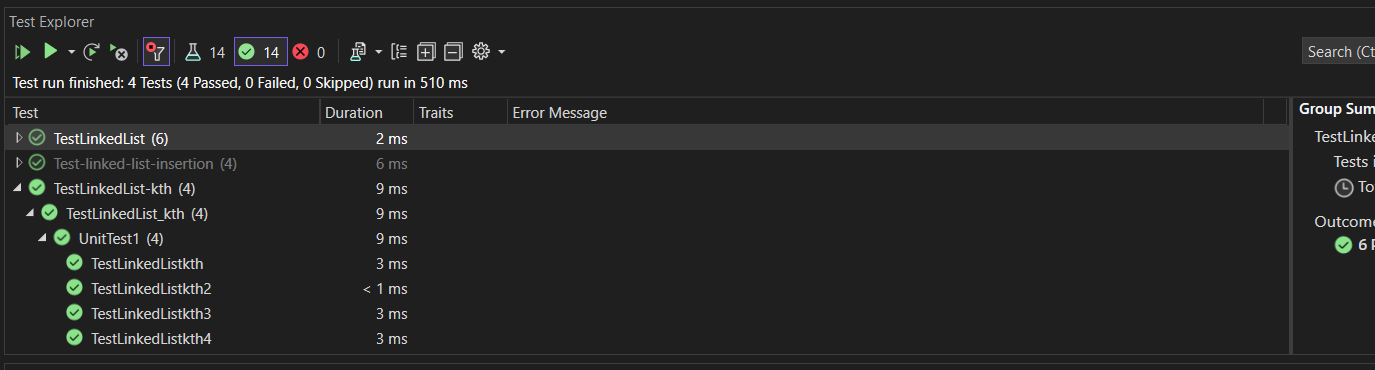 Test Explorer
14 14 0 Search (Ct
Test run finished: 4 Tests (4 Passed, 0 Failed, 0 Skipped) run in 510 ms
Test Duration Traits Error Message Group Sum
TestLinkedList (6) 2 ms TestLinke
Test-linked-list-insertion (4) 6 ms Tests i
TestLinkedList-kth (4) 9 ms To
TestLinkedList_kth (4) 9 ms Outcome
UnitTest1 (4) 9 ms 6 P
TestLinkedListkth 3 ms
TestLinkedListkth2 < 1 ms
TestLinkedListkth3 3 ms
TestLinkedListkth4 3 ms